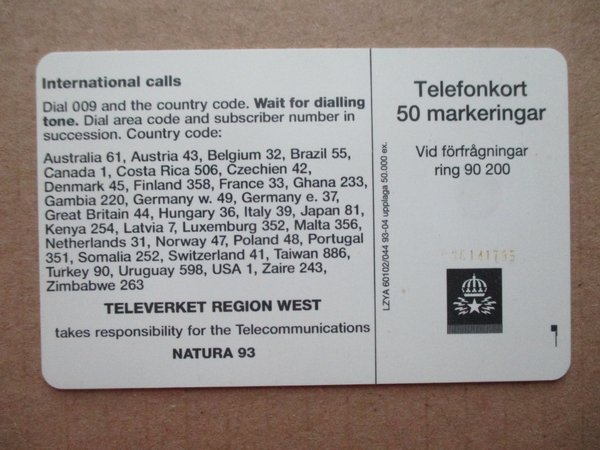 International calls
Dial 009 and the country code. Wait for dialling
tone. Dial area code and subscriber number in
succession. Country code:
Australia 61, Austria 43, Belgium 32, Brazil 55,
Canada 1, Costa Rica 506, Czechien 42,
Denmark 45, Finland 358, France 33, Ghana 233,
Gambia 220, Germany w. 49, Germany e. 37,
Great Britain 44, Hungary 36, Italy 39, Japan 81,
Kenya 254, Latvia 7, Luxemburg 352, Malta 356,
Netherlands 31, Norway 47, Poland 48, Portugal
351, Somalia 252, Switzerland 41, Taiwan 886,
Turkey 90, Uruguay 598, USA 1, Zaire 243,
Zimbabwe 263
TELEVERKET REGION WEST
takes responsibility for the Telecommunications
NATURA 93
LZYA 60102/044 93-04 upplaga 50.000 ex.
Telefonkort
50 markeringar
Vid förfrågningar
ring 90 200